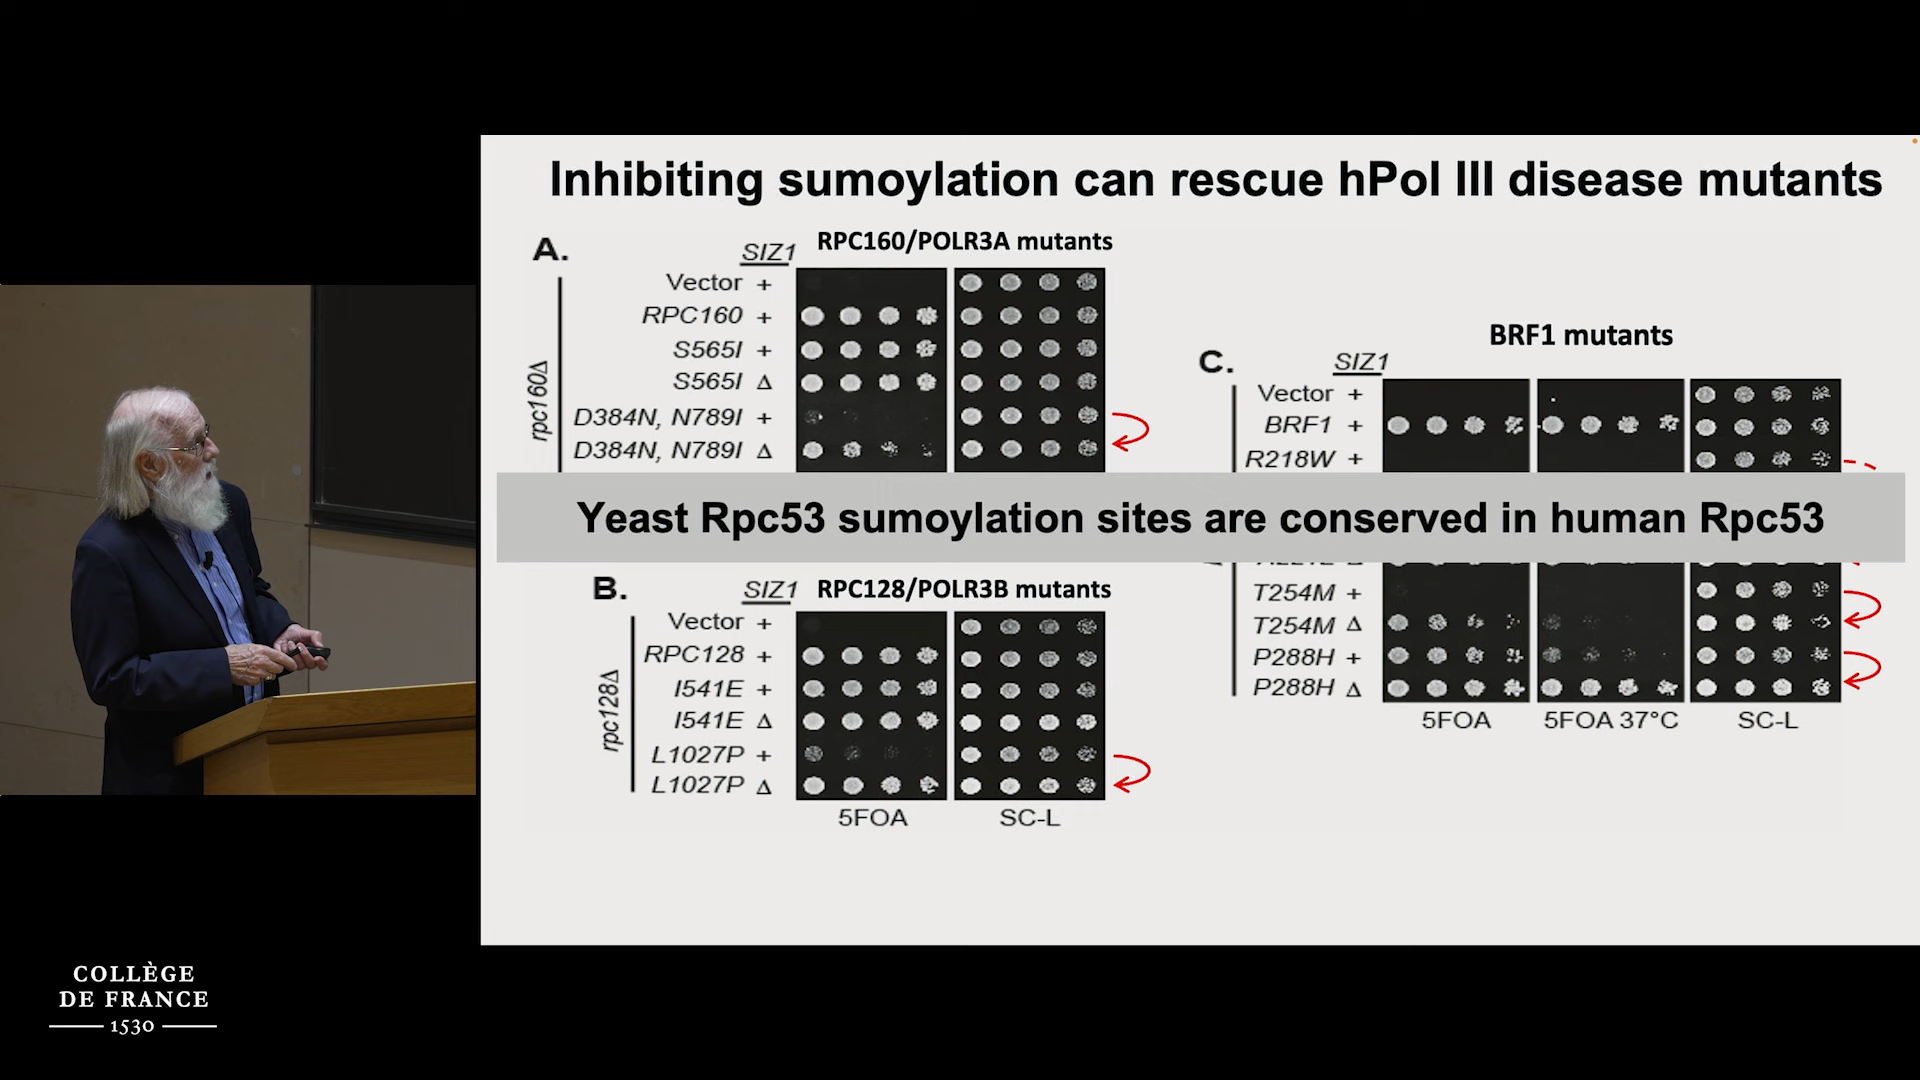 Inhibiting sumoylation can rescue hPol III disease mutants
A.
SIZ1
RPC160/POLR3A mutants
rpc160Δ
Vector +
RPC160 +
S565I +
S565I Δ
D384N, N789I +
D384N, N789I Δ
BRF1 mutants
C.
SIZ1
Vector +
BRF1 +
R218W +
Yeast Rpc53 sumoylation sites are conserved in human Rpc53
T254M +
T254M Δ
P288H +
P288H Δ
5FOA
5FOA 37°C
SC-L
B.
SIZ1
RPC128/POLR3B mutants
rpc128Δ
Vector +
RPC128 +
I541E +
I541E Δ
L1027P +
L1027P Δ
5FOA
SC-L
COLLÈGE
DE FRANCE
1530